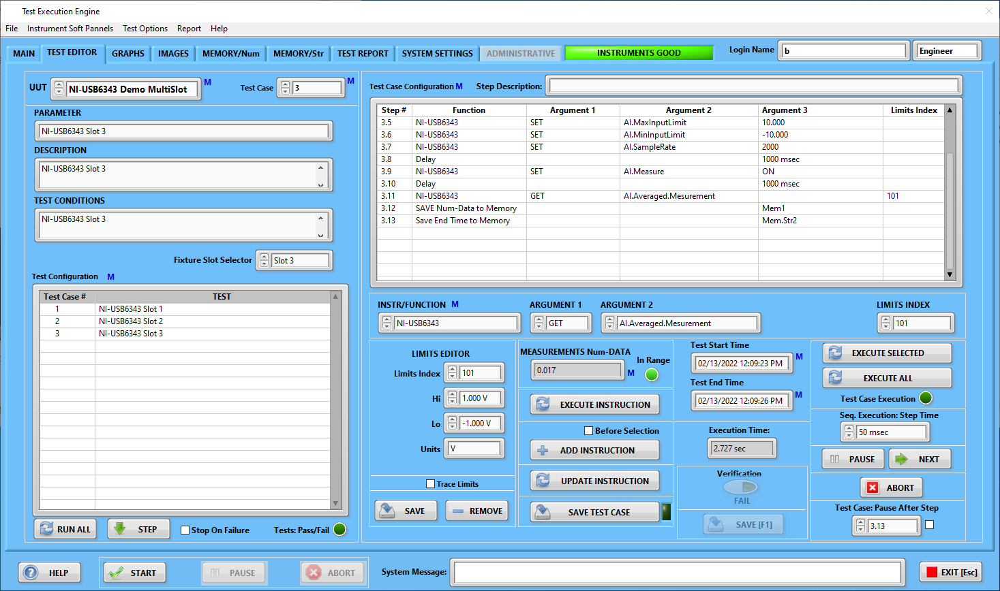 Test Execution Engine
File Instrument Soft Pannels Test Options Report Help
MAIN TEST EDITOR GRAPHS IMAGES MEMORY/Num MEMORY/Str TEST REPORT SYSTEM SETTINGS ADMINISTRATIVE INSTRUMENTS GOOD Login Name b Engineer
UUT NI-USB6343 Demo MultiSlot M Test Case 3 M
PARAMETER
NI-USB6343 Slot 3
DESCRIPTION
NI-USB6343 Slot 3
TEST CONDITIONS
NI-USB6343 Slot 3
Fixture Slot Selector Slot 3
Test Configuration M
Test Case # TEST
1 NI-USB6343 Slot 1
2 NI-USB6343 Slot 2
3 NI-USB6343 Slot 3
RUN ALL STEP Stop On Failure Tests: Pass/Fail
Test Case Configuration M Step Description:
Step # Function Argument 1 Argument 2 Argument 3 Limits Index
3.5 NI-USB6343 SET AI.MaxInputLimit 10.000
3.6 NI-USB6343 SET AI.MinInputLimit -10.000
3.7 NI-USB6343 SET AI.SampleRate 2000
3.8 Delay 1000 msec
3.9 NI-USB6343 SET AI.Measure ON
3.10 Delay 1000 msec
3.11 NI-USB6343 GET AI.Averaged.Mesurement 101
3.12 SAVE Num-Data to Memory Mem1
3.13 Save End Time to Memory Mem.Str2
INSTR/FUNCTION M ARGUMENT 1 ARGUMENT 2 LIMITS INDEX
NI-USB6343 GET AI.Averaged.Mesurement 101
LIMITS EDITOR
Limits Index 101
Hi 1.000 V
Lo -1.000 V
Units V
Trace Limits
SAVE REMOVE
MEASUREMENTS Num-DATA
0.017 M In Range
EXECUTE INSTRUCTION
Before Selection
ADD INSTRUCTION
UPDATE INSTRUCTION
SAVE TEST CASE
Test Start Time
02/13/2022 12:09:23 PM M
Test End Time
02/13/2022 12:09:26 PM M
Execution Time:
2.727 sec
Verification
FAIL
SAVE [F1]
EXECUTE SELECTED
EXECUTE ALL
Test Case Execution
Seq. Execution: Step Time
50 msec
PAUSE NEXT
ABORT
Test Case: Pause After Step
3.13
HELP START PAUSE ABORT System Message: EXIT [Esc]